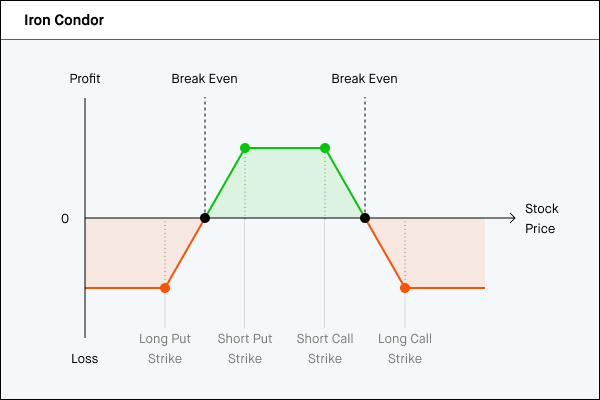 Iron Condor
Profit
Break Even
Break Even
0
Stock
Price
Long Put
Strike
Short Put
Strike
Short Call
Strike
Long Call
Strike
Loss